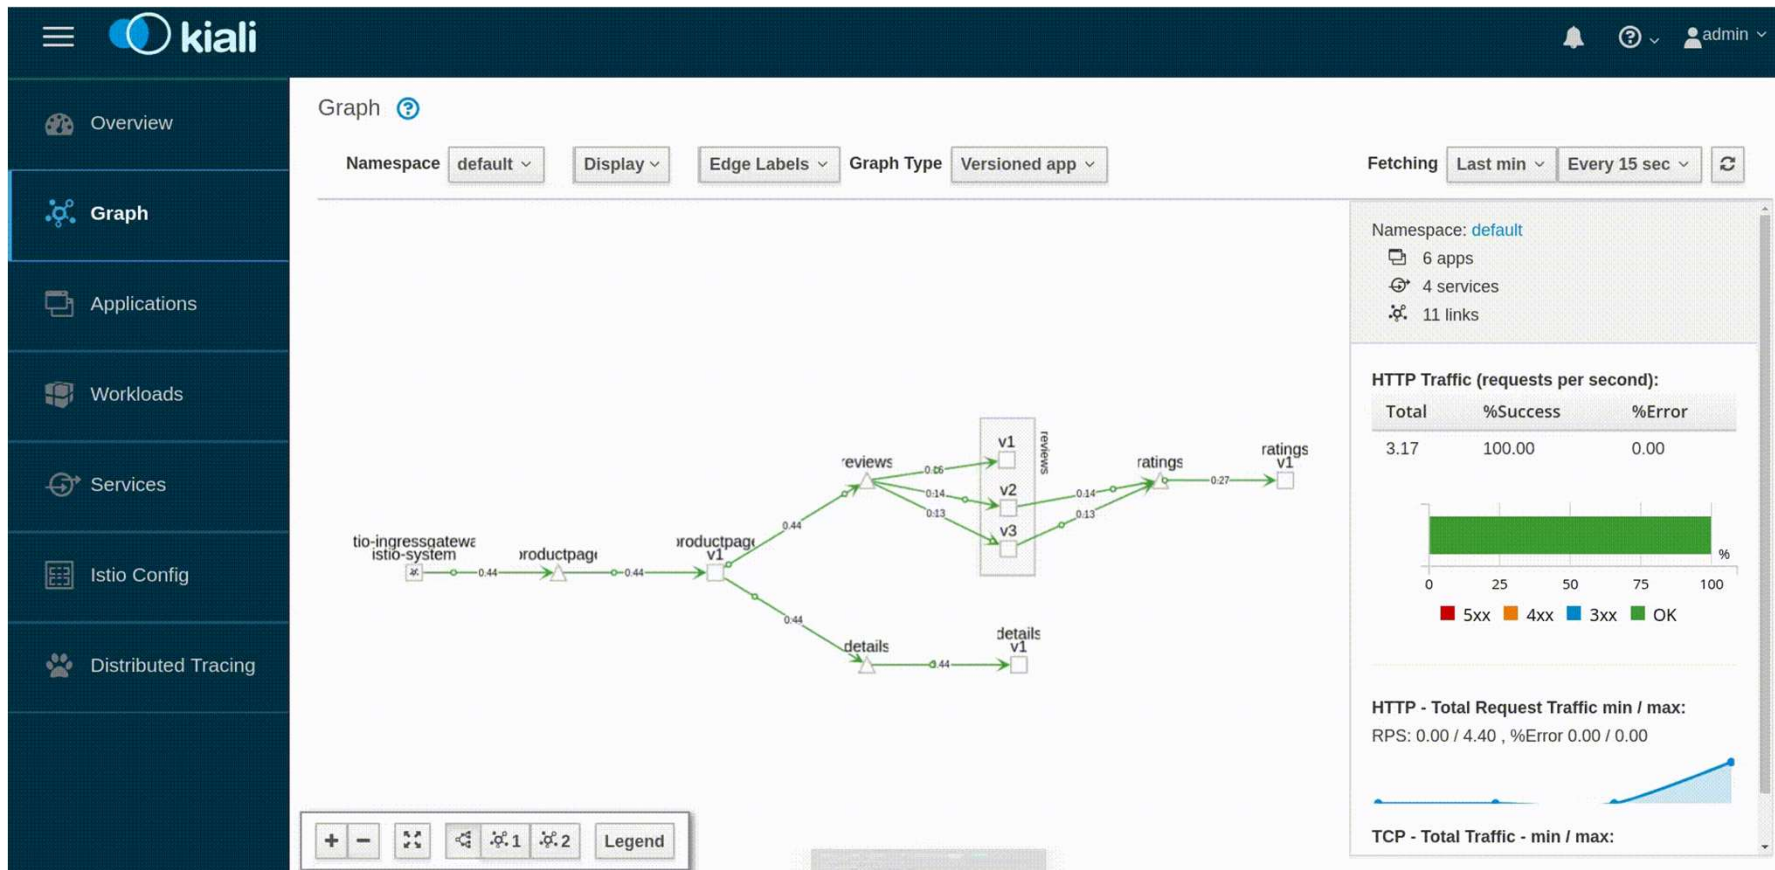 kiali
admin
Overview
Graph
Applications
Workloads
Services
Istio Config
Distributed Tracing
Graph
Namespace default Display Edge Labels Graph Type Versioned app Fetching Last min Every 15 sec
Namespace: default
6 apps
4 services
11 links
HTTP Traffic (requests per second):
Total %Success %Error
3.17 100.00 0.00
%
0 25 50 75 100
5xx 4xx 3xx OK
HTTP - Total Request Traffic min / max:
RPS: 0.00 / 4.40 , %Error 0.00 / 0.00
TCP - Total Traffic - min / max:
tio-ingressgatewa
istio-system
0.44
roductpag
0.44
roductpage
v1
0.44
0.44
reviews
0.14
0.13
v1
v2
v3
reviews
0.14
0.13
ratings
0.27
ratings
v1
details
0.44
details
v1
1 2 Legend